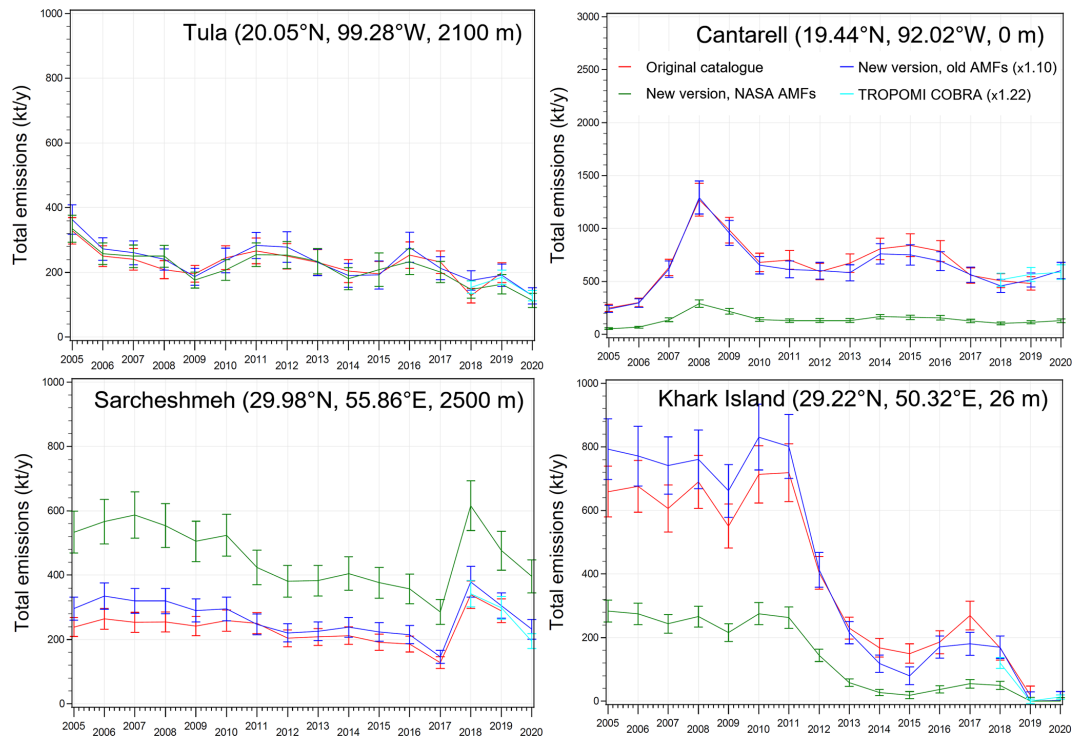 Tula (20.05°N, 99.28°W, 2100 m)
Total emissions (kt/y)
1000
800
600
400
200
0
2005 2006 2007 2008 2009 2010 2011 2012 2013 2014 2015 2016 2017 2018 2019 2020
Cantarell (19.44°N, 92.02°W, 0 m)
Original catalogue
New version, old AMFs (x1.10)
New version, NASA AMFs
TROPOMI COBRA (x1.22)
Total emissions (kt/y)
3000
2500
2000
1500
1000
500
0
2005 2006 2007 2008 2009 2010 2011 2012 2013 2014 2015 2016 2017 2018 2019 2020
Sarcheshmeh (29.98°N, 55.86°E, 2500 m)
Total emissions (kt/y)
1000
800
600
400
200
0
2005 2006 2007 2008 2009 2010 2011 2012 2013 2014 2015 2016 2017 2018 2019 2020
Khark Island (29.22°N, 50.32°E, 26 m)
Total emissions (kt/y)
1000
800
600
400
200
0
2005 2006 2007 2008 2009 2010 2011 2012 2013 2014 2015 2016 2017 2018 2019 2020